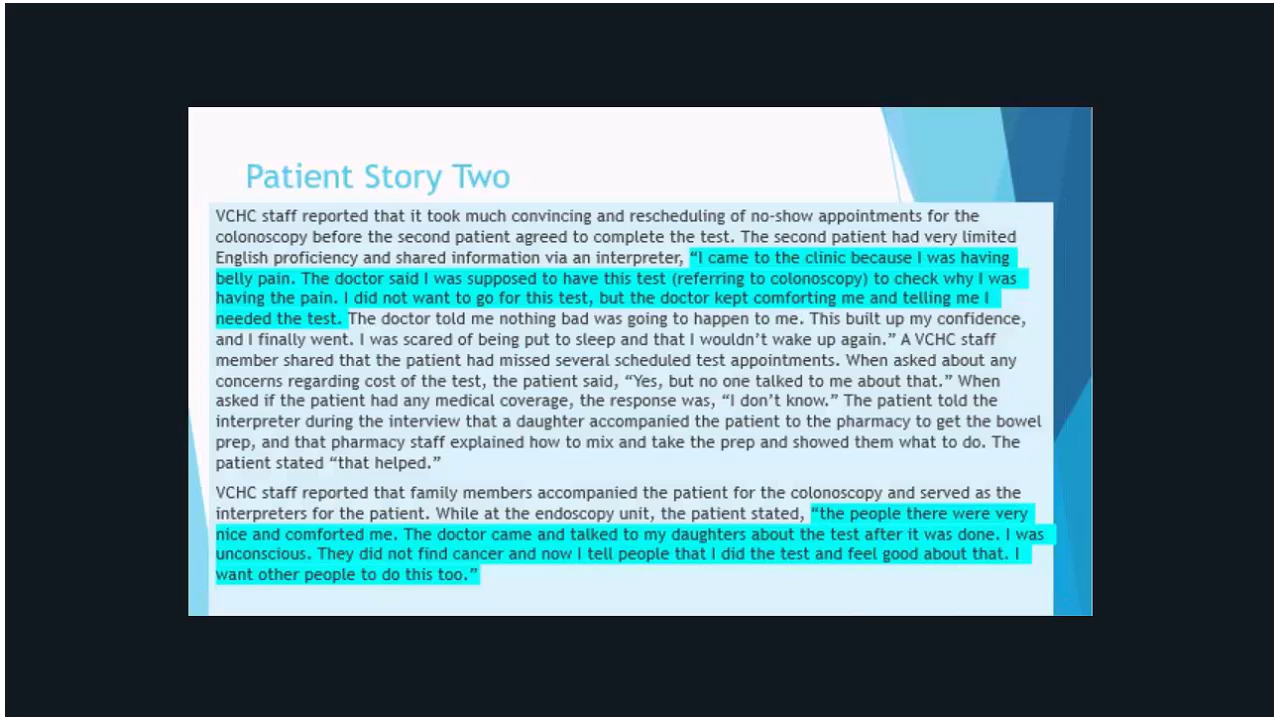 Patient Story Two
VCHC staff reported that it took much convincing and rescheduling of no-show appointments for the
colonoscopy before the second patient agreed to complete the test. The second patient had very limited
English proficiency and shared information via an interpreter, “I came to the clinic because I was having
belly pain. The doctor said I was supposed to have this test (referring to colonoscopy) to check why I was
having the pain. I did not want to go for this test, but the doctor kept comforting me and telling me I
needed the test. The doctor told me nothing bad was going to happen to me. This built up my confidence,
and I finally went. I was scared of being put to sleep and that I wouldn’t wake up again.” A VCHC staff
member shared that the patient had missed several scheduled test appointments. When asked about any
concerns regarding cost of the test, the patient said, “Yes, but no one talked to me about that.” When
asked if the patient had any medical coverage, the response was, “I don’t know.” The patient told the
interpreter during the interview that a daughter accompanied the patient to the pharmacy to get the bowel
prep, and that pharmacy staff explained how to mix and take the prep and showed them what to do. The
patient stated “that helped.”
VCHC staff reported that family members accompanied the patient for the colonoscopy and served as the
interpreters for the patient. While at the endoscopy unit, the patient stated, “the people there were very
nice and comforted me. The doctor came and talked to my daughters about the test after it was done. I was
unconscious. They did not find cancer and now I tell people that I did the test and feel good about that. I
want other people to do this too.”